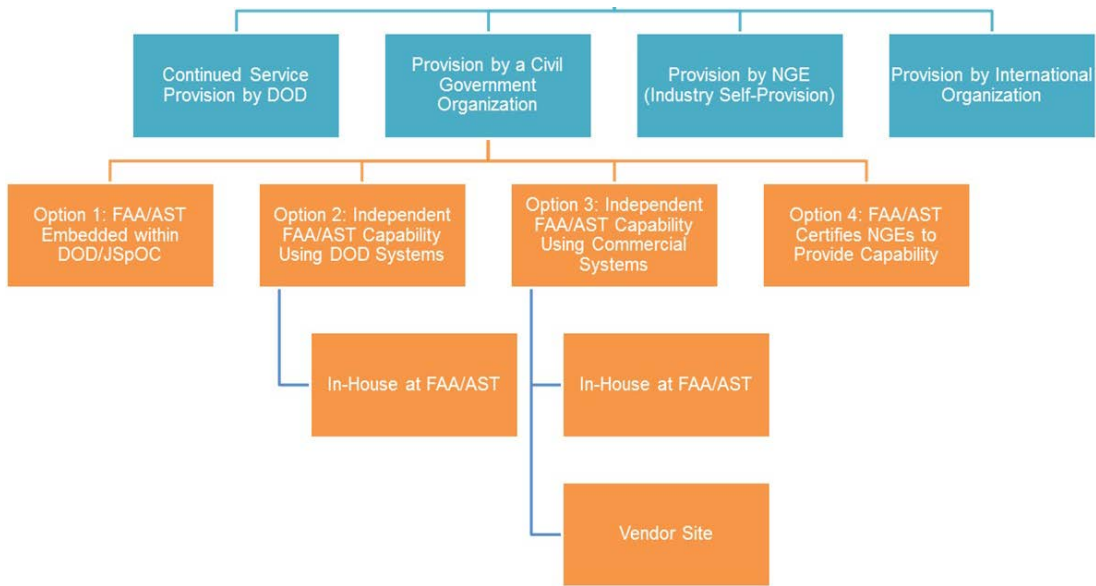 Continued Service
Provision by DOD
Provision by a Civil
Government
Organization
Provision by NGE
(Industry Self-Provision)
Provision by International
Organization
Option 1: FAA/AST
Embedded within
DOD/JSpOC
Option 2: Independent
FAA/AST Capability
Using DOD Systems
Option 3: Independent
FAA/AST Capability
Using Commercial
Systems
Option 4: FAA/AST
Certifies NGEs to
Provide Capability
In-House at FAA/AST
In-House at FAA/AST
Vendor Site